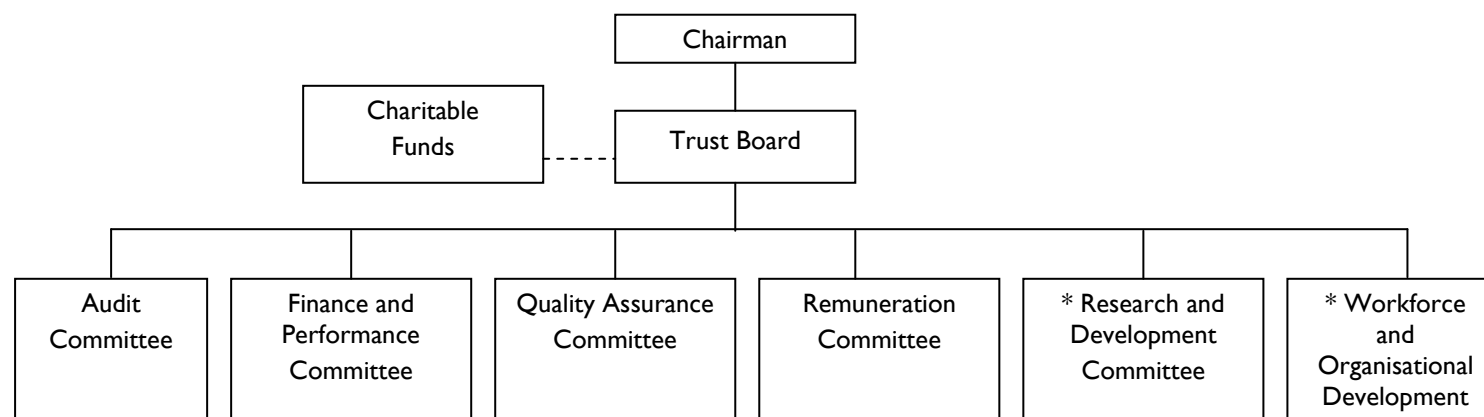 Chairman
Charitable
Funds
Trust Board
Audit
Committee
Finance and
Performance
Committee
Quality Assurance
Committee
Remuneration
Committee
* Research and
Development
Committee
* Workforce
and
Organisational
Development